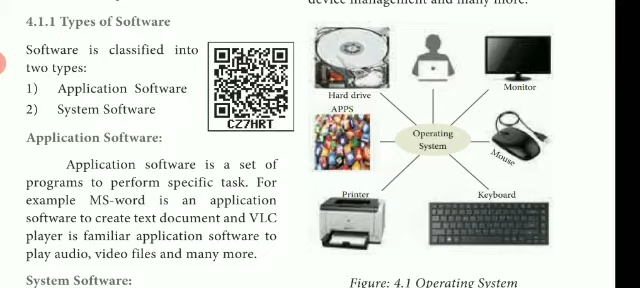 device management and many more.
4.1.1 Types of Software
Software is classified into
two types:
1) Application Software
2) System Software
CZ7HRT
Application Software:
Application software is a set of
programs to perform specific task. For
example MS-word is an application
software to create text document and VLC
player is familiar application software to
play audio, video files and many more.
System Software:
Hard drive
Monitor
APPS
Operating
System
Mouse
Printer
Keyboard
Figure: 4.1 Operating System